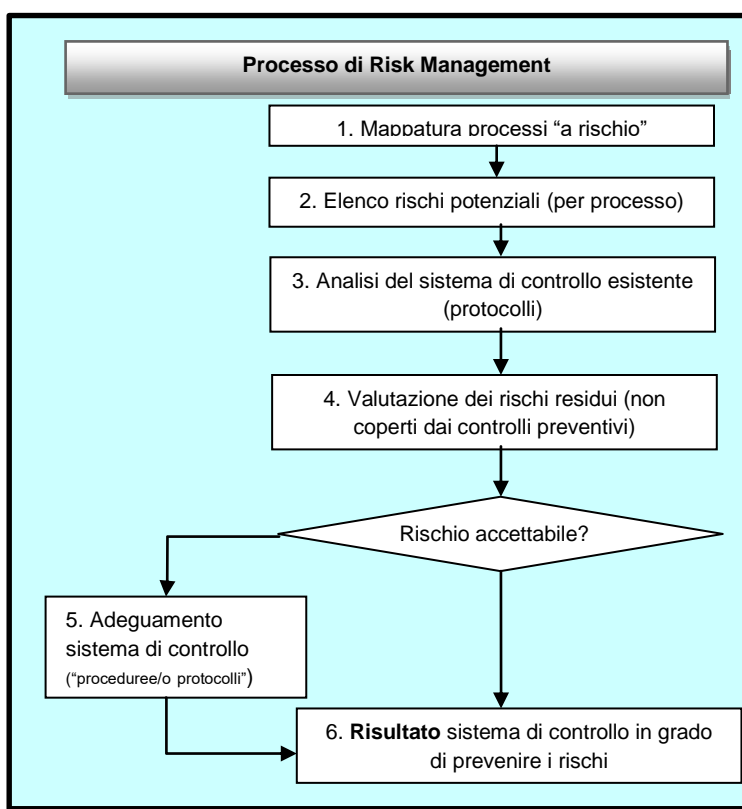 Processo di Risk Management
1. Mappatura processi “a rischio”
2. Elenco rischi potenziali (per processo)
3. Analisi del sistema di controllo esistente
(protocolli)
4. Valutazione dei rischi residui (non
coperti dai controlli preventivi)
Rischio accettabile?
5. Adeguamento
sistema di controllo
(“proceduree/o protocolli”)
6. Risultato sistema di controllo in grado
di prevenire i rischi